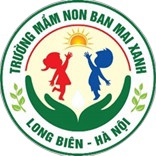 TRƯỜNG MẦM NON BAN MAI XANH
LONG BIÊN - HÀ NỘI